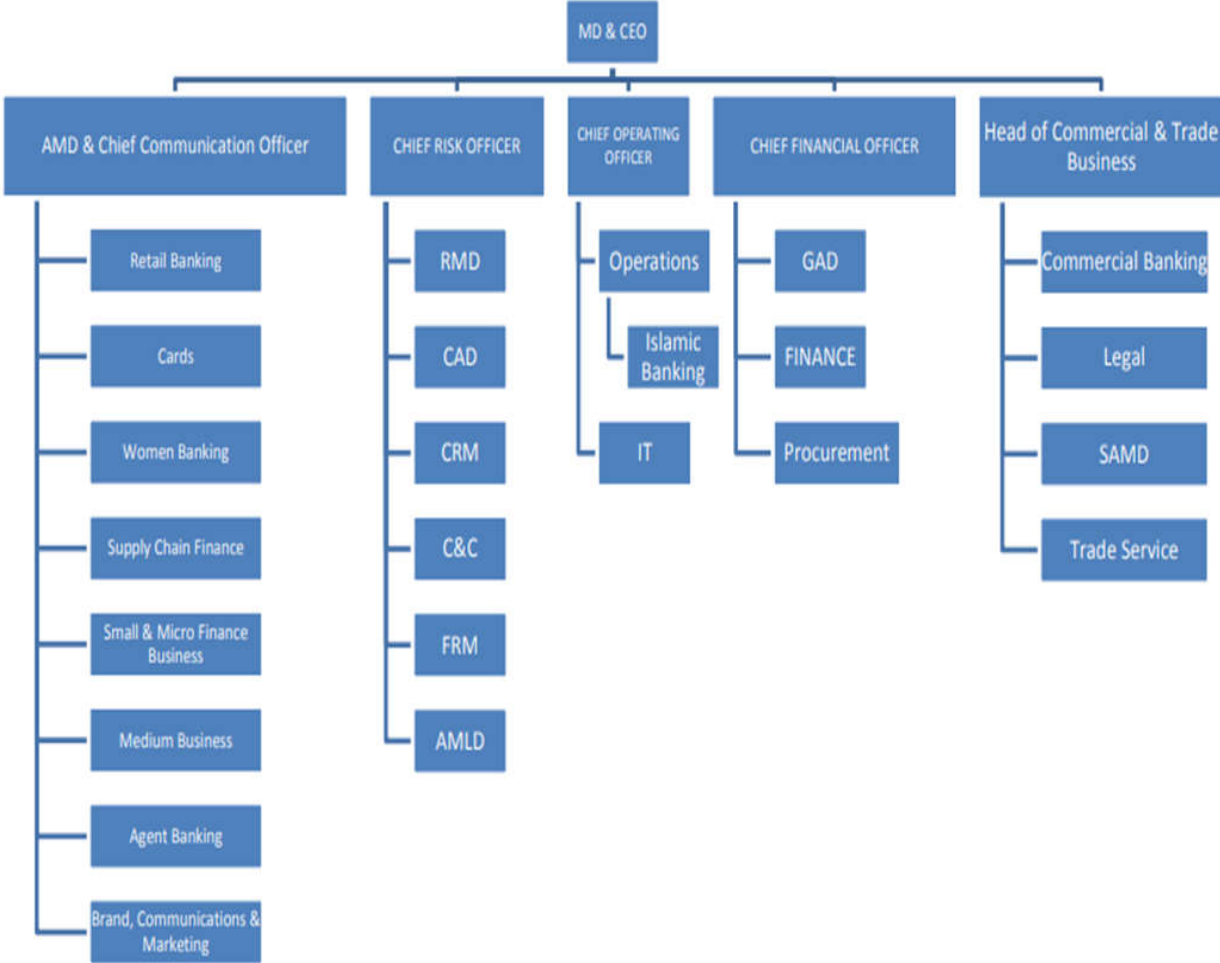 MD & CEO
AMD & Chief Communication Officer
CHIEF RISK OFFICER
CHIEF OPERATING
OFFICER
CHIEF FINANCIAL OFFICER
Head of Commercial & Trade
Business
Retail Banking
Cards
Women Banking
Supply Chain Finance
Small & Micro Finance
Business
Medium Business
Agent Banking
Brand, Communications &
Marketing
RMD
CAD
CRM
C&C
FRM
AMLD
Operations
Islamic
Banking
IT
GAD
FINANCE
Procurement
Commercial Banking
Legal
SAMD
Trade Service